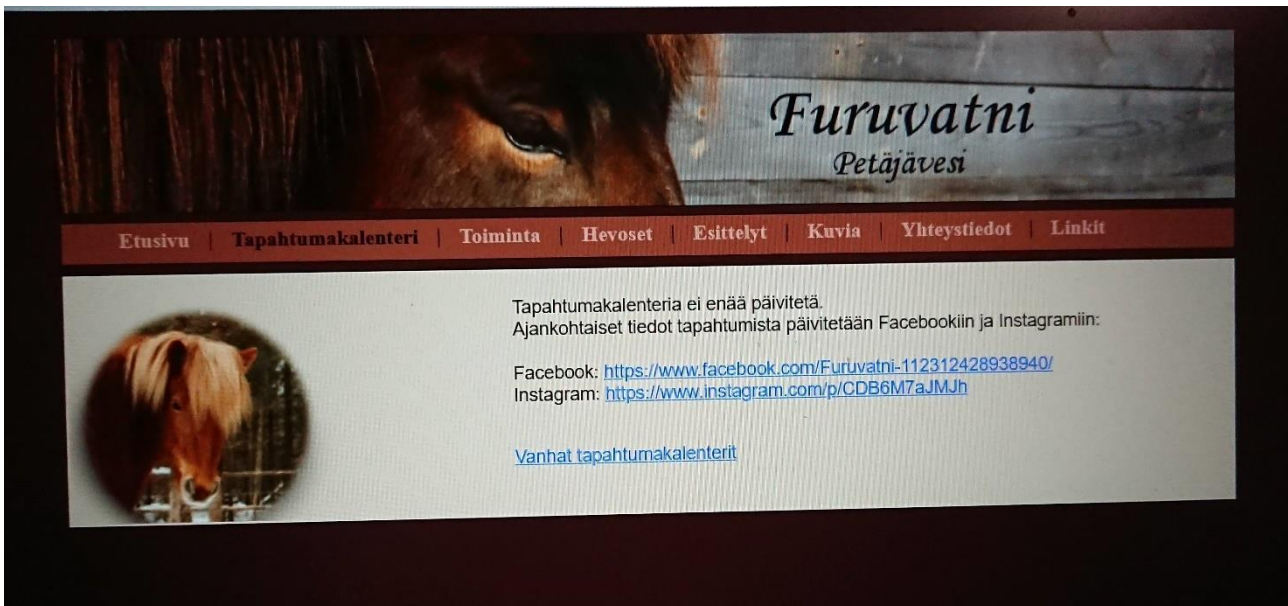 Furuvatni
Petäjävesi
Etusivu | Tapahtumakalenteri | Toiminta | Hevoset | Esittelyt | Kuvia | Yhteystiedot | Linkit
Tapahtumakalenteria ei enää päivitetä.
Ajankohtaiset tiedot tapahtumista päivitetään Facebookiin ja Instagramiin:
Facebook: https://www.facebook.com/Furuvatni-112312428938940/
Instagram: https://www.instagram.com/p/CDB6M7aJMJh
Vanhat tapahtumakalenterit